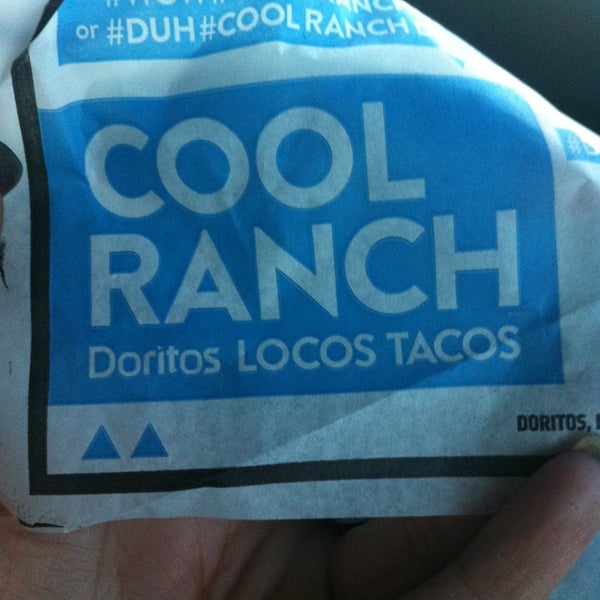 or #DUH#COOL RANCH
COOL
RANCH
Doritos LOCOS TACOS
DORITOS,